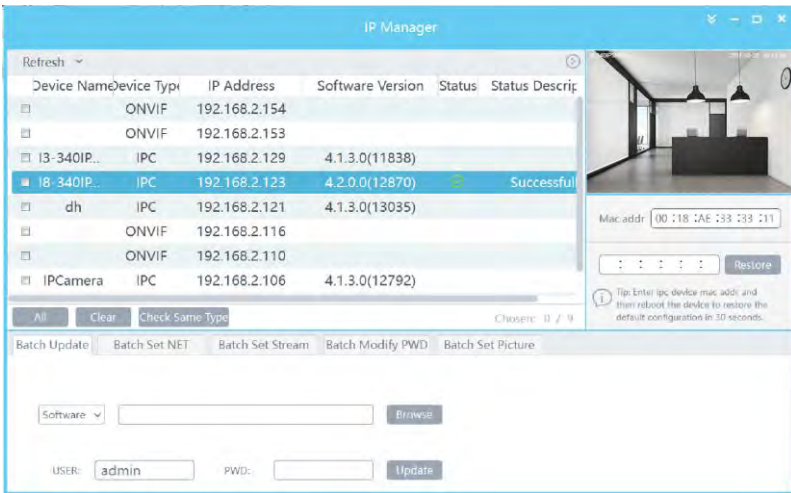 IP Manager
Refresh
Device Name Device Type IP Address Software Version Status Status Descrip
ONVIF 192.168.2.154
ONVIF 192.168.2.153
I3-340IP... IPC 192.168.2.129 4.1.3.0(11838)
I8-340IP... IPC 192.168.2.123 4.2.0.0(12870) Successfull
dh IPC 192.168.2.121 4.1.3.0(13035)
ONVIF 192.168.2.116
ONVIF 192.168.2.110
IPCamera IPC 192.168.2.106 4.1.3.0(12792)
All Clear Check Same Type Chosen: 0 / 9
Mac addr 00 :18 :AE :33 :33 :11
: : : : : Restore
Tip: Enter ipc device mac addr and
then reboot the device to restore the
default configuration in 30 seconds.
Batch Update Batch Set NET Batch Set Stream Batch Modify PWD Batch Set Picture
Software Browse
USER: admin PWD: Update